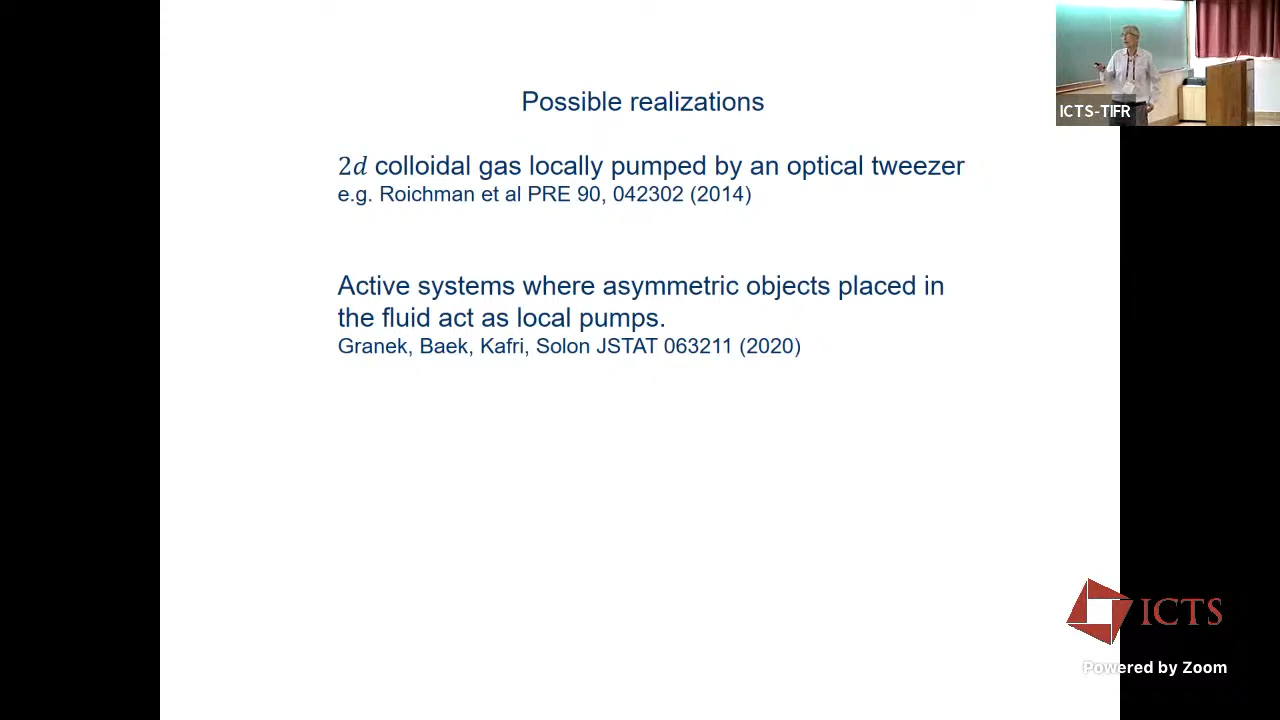 Possible realizations
2d colloidal gas locally pumped by an optical tweezer
e.g. Roichman et al PRE 90, 042302 (2014)
Active systems where asymmetric objects placed in
the fluid act as local pumps.
Granek, Baek, Kafri, Solon JSTAT 063211 (2020)
ICTS-TIFR
ICTS
Powered by Zoom